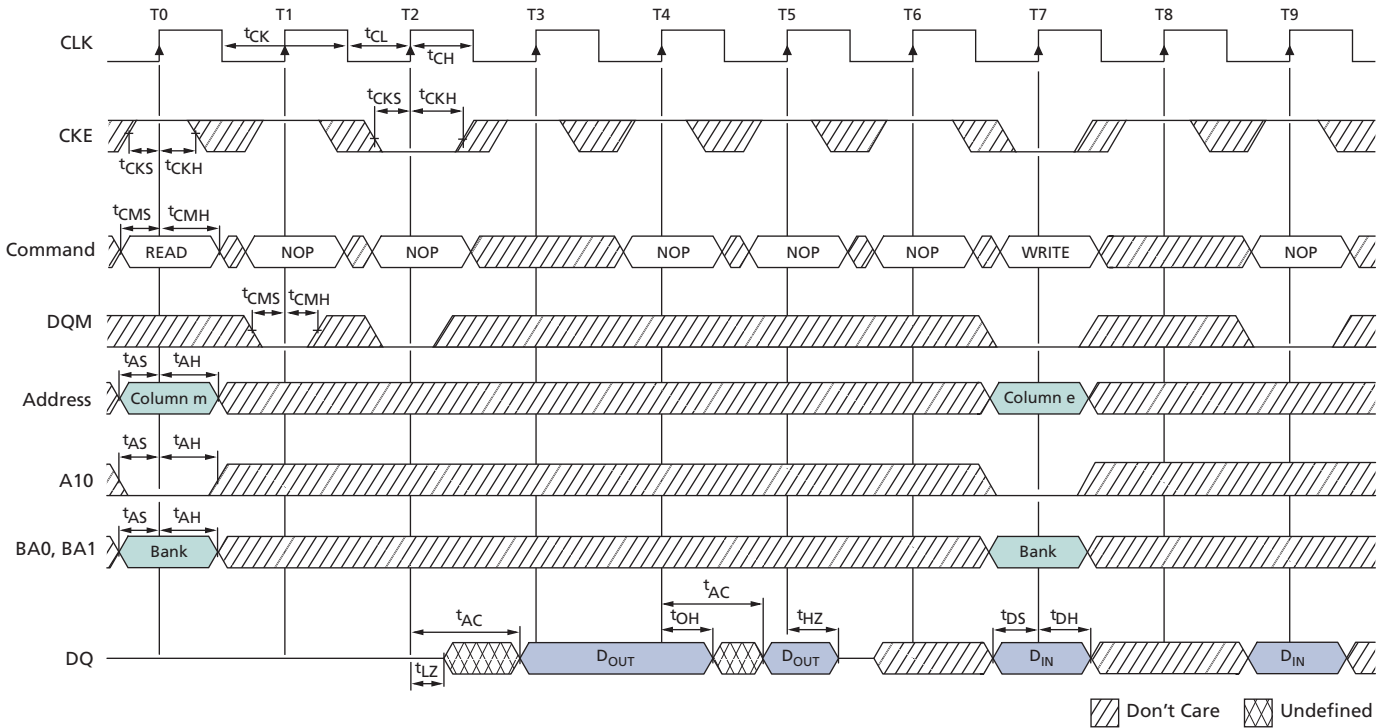 T0 T1 T2 T3 T4 T5 T6 T7 T8 T9
CLK
tCK tCL
tCH
tCKS tCKH
CKE
tCKS tCKH
tCMS tCMH
Command READ NOP NOP NOP NOP NOP WRITE NOP
tCMS tCMH
DQM
tAS tAH
Address Column m Column e
tAS tAH
A10
tAS tAH
BA0, BA1 Bank Bank
tAC
tAC tOH tHZ tDS tDH
DQ DOUT DOUT DIN DIN
tLZ
Don't Care Undefined